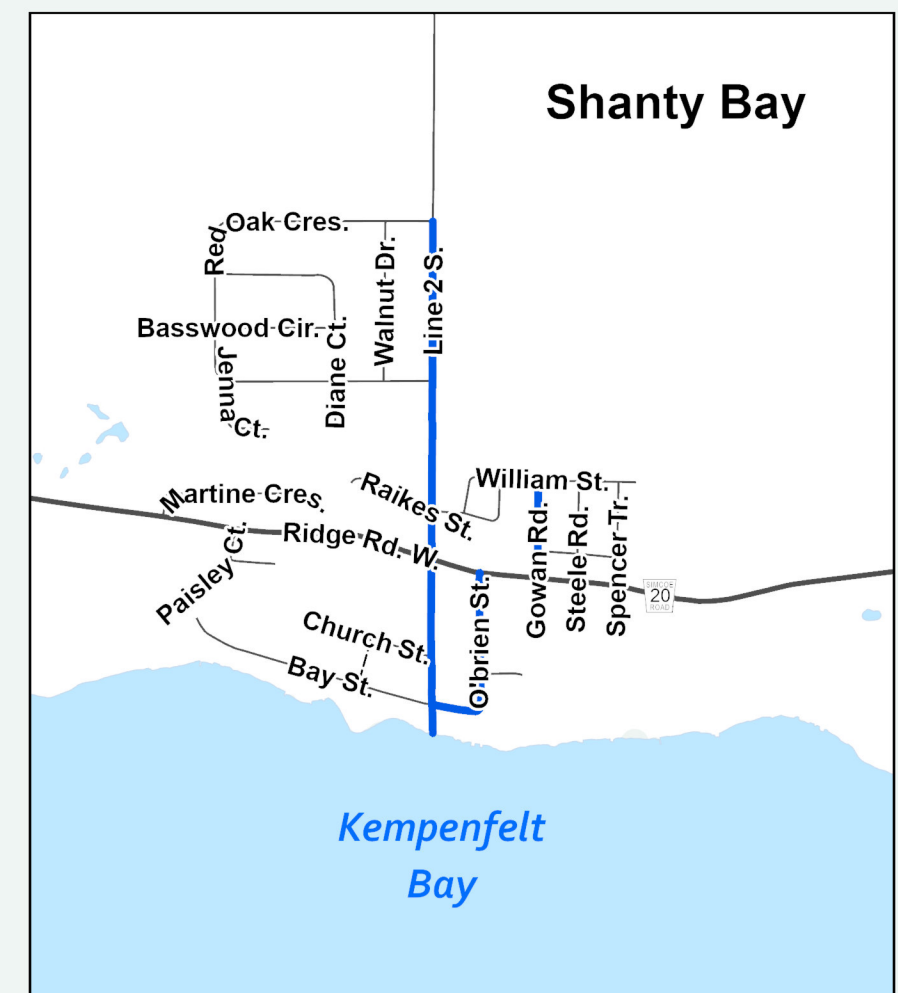 Shanty Bay
Red Oak Cres.
Walnut Dr.
Line 2 S.
Basswood Cir.
Diane Ct.
Jenna Ct.
William St.
Raikes St.
Martine Cres.
Ridge Rd. W.
Gowan Rd.
Steele Rd.
Spencer Tr.
Paisley Ct.
SIMCOE
20
ROAD
Church St.
O'brien St.
Bay St.
Kempenfelt
Bay